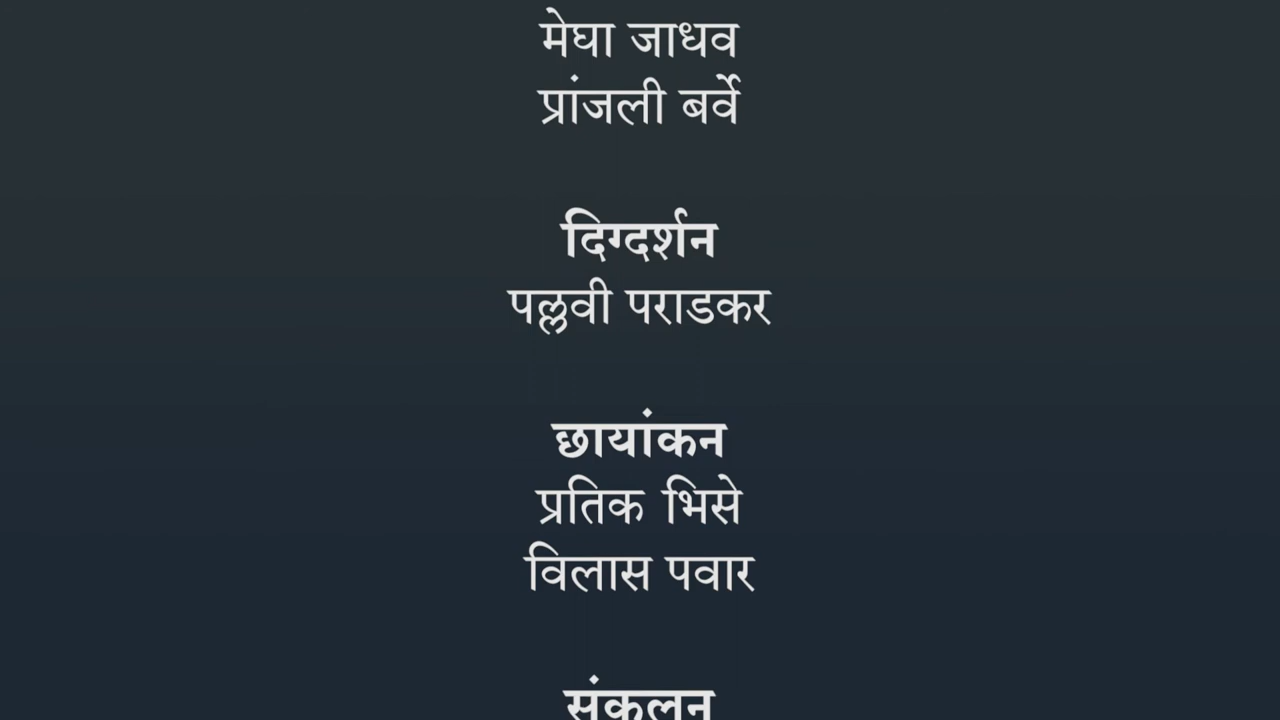 मेघा जाधव
प्रांजली बर्वे
दिग्दर्शन
पल्लवी पराडकर
छायांकन
प्रतिक भिसे
विलास पवार
संकलन